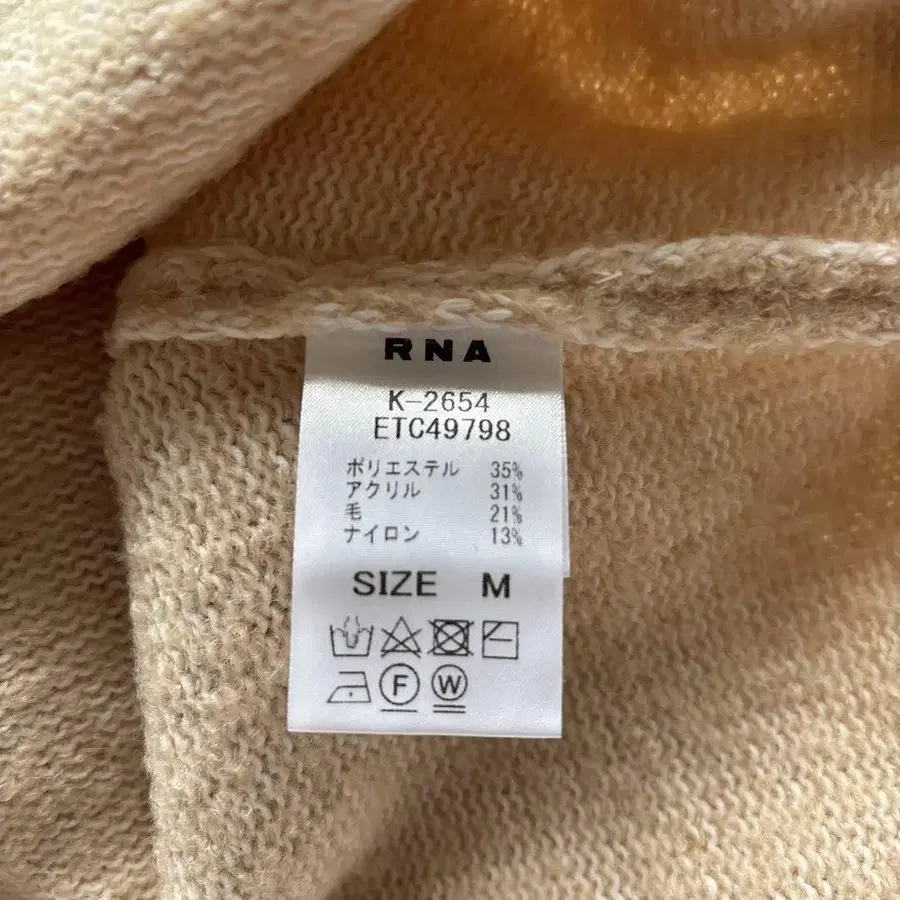 RNA
K-2654
ETC49798
ポリエステル 35%
アクリル 31%
毛 21%
ナイロン 13%
SIZE M
F W